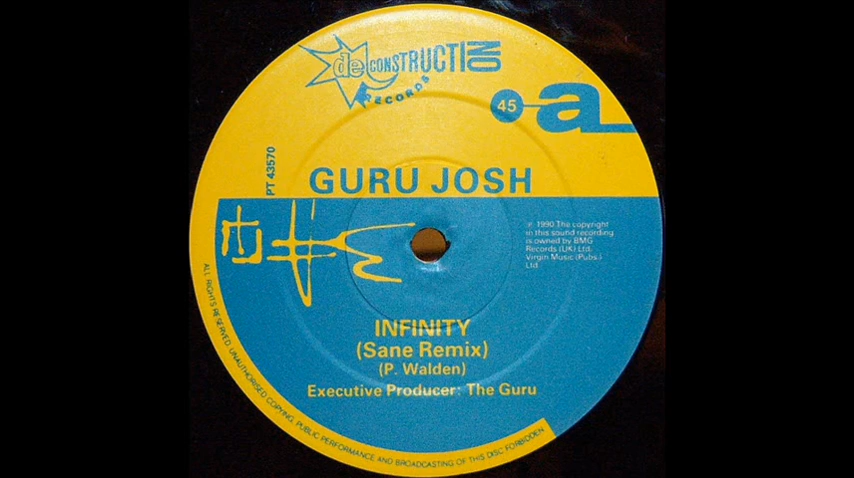 deCONSTRUCTION
RECORDS
45
a
PT 43570
GURU JOSH
℗ 1990 The copyright
in this sound recording
is owned by BMG
Records (UK) Ltd.
Virgin Music (Pubs.)
Ltd
INFINITY
(Sane Remix)
(P. Walden)
Executive Producer: The Guru
ALL RIGHTS RESERVED. UNAUTHORISED COPYING, PUBLIC PERFORMANCE AND BROADCASTING OF THIS DISC FORBIDDEN